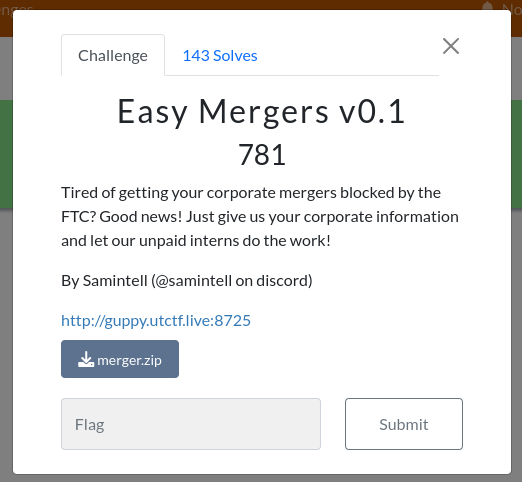 nges
No
Challenge
143 Solves
Easy Mergers v0.1
781
Tired of getting your corporate mergers blocked by the
FTC? Good news! Just give us your corporate information
and let our unpaid interns do the work!
By Samintell (@samintell on discord)
http://guppy.utctf.live:8725
merger.zip
Flag
Submit